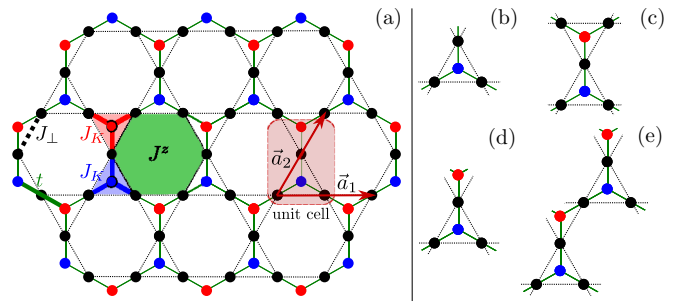 (a)
(b)
(c)
J⊥
J_K
J^z
a⃗₂
(d)
(e)
J_K
t
a⃗₁
unit cell